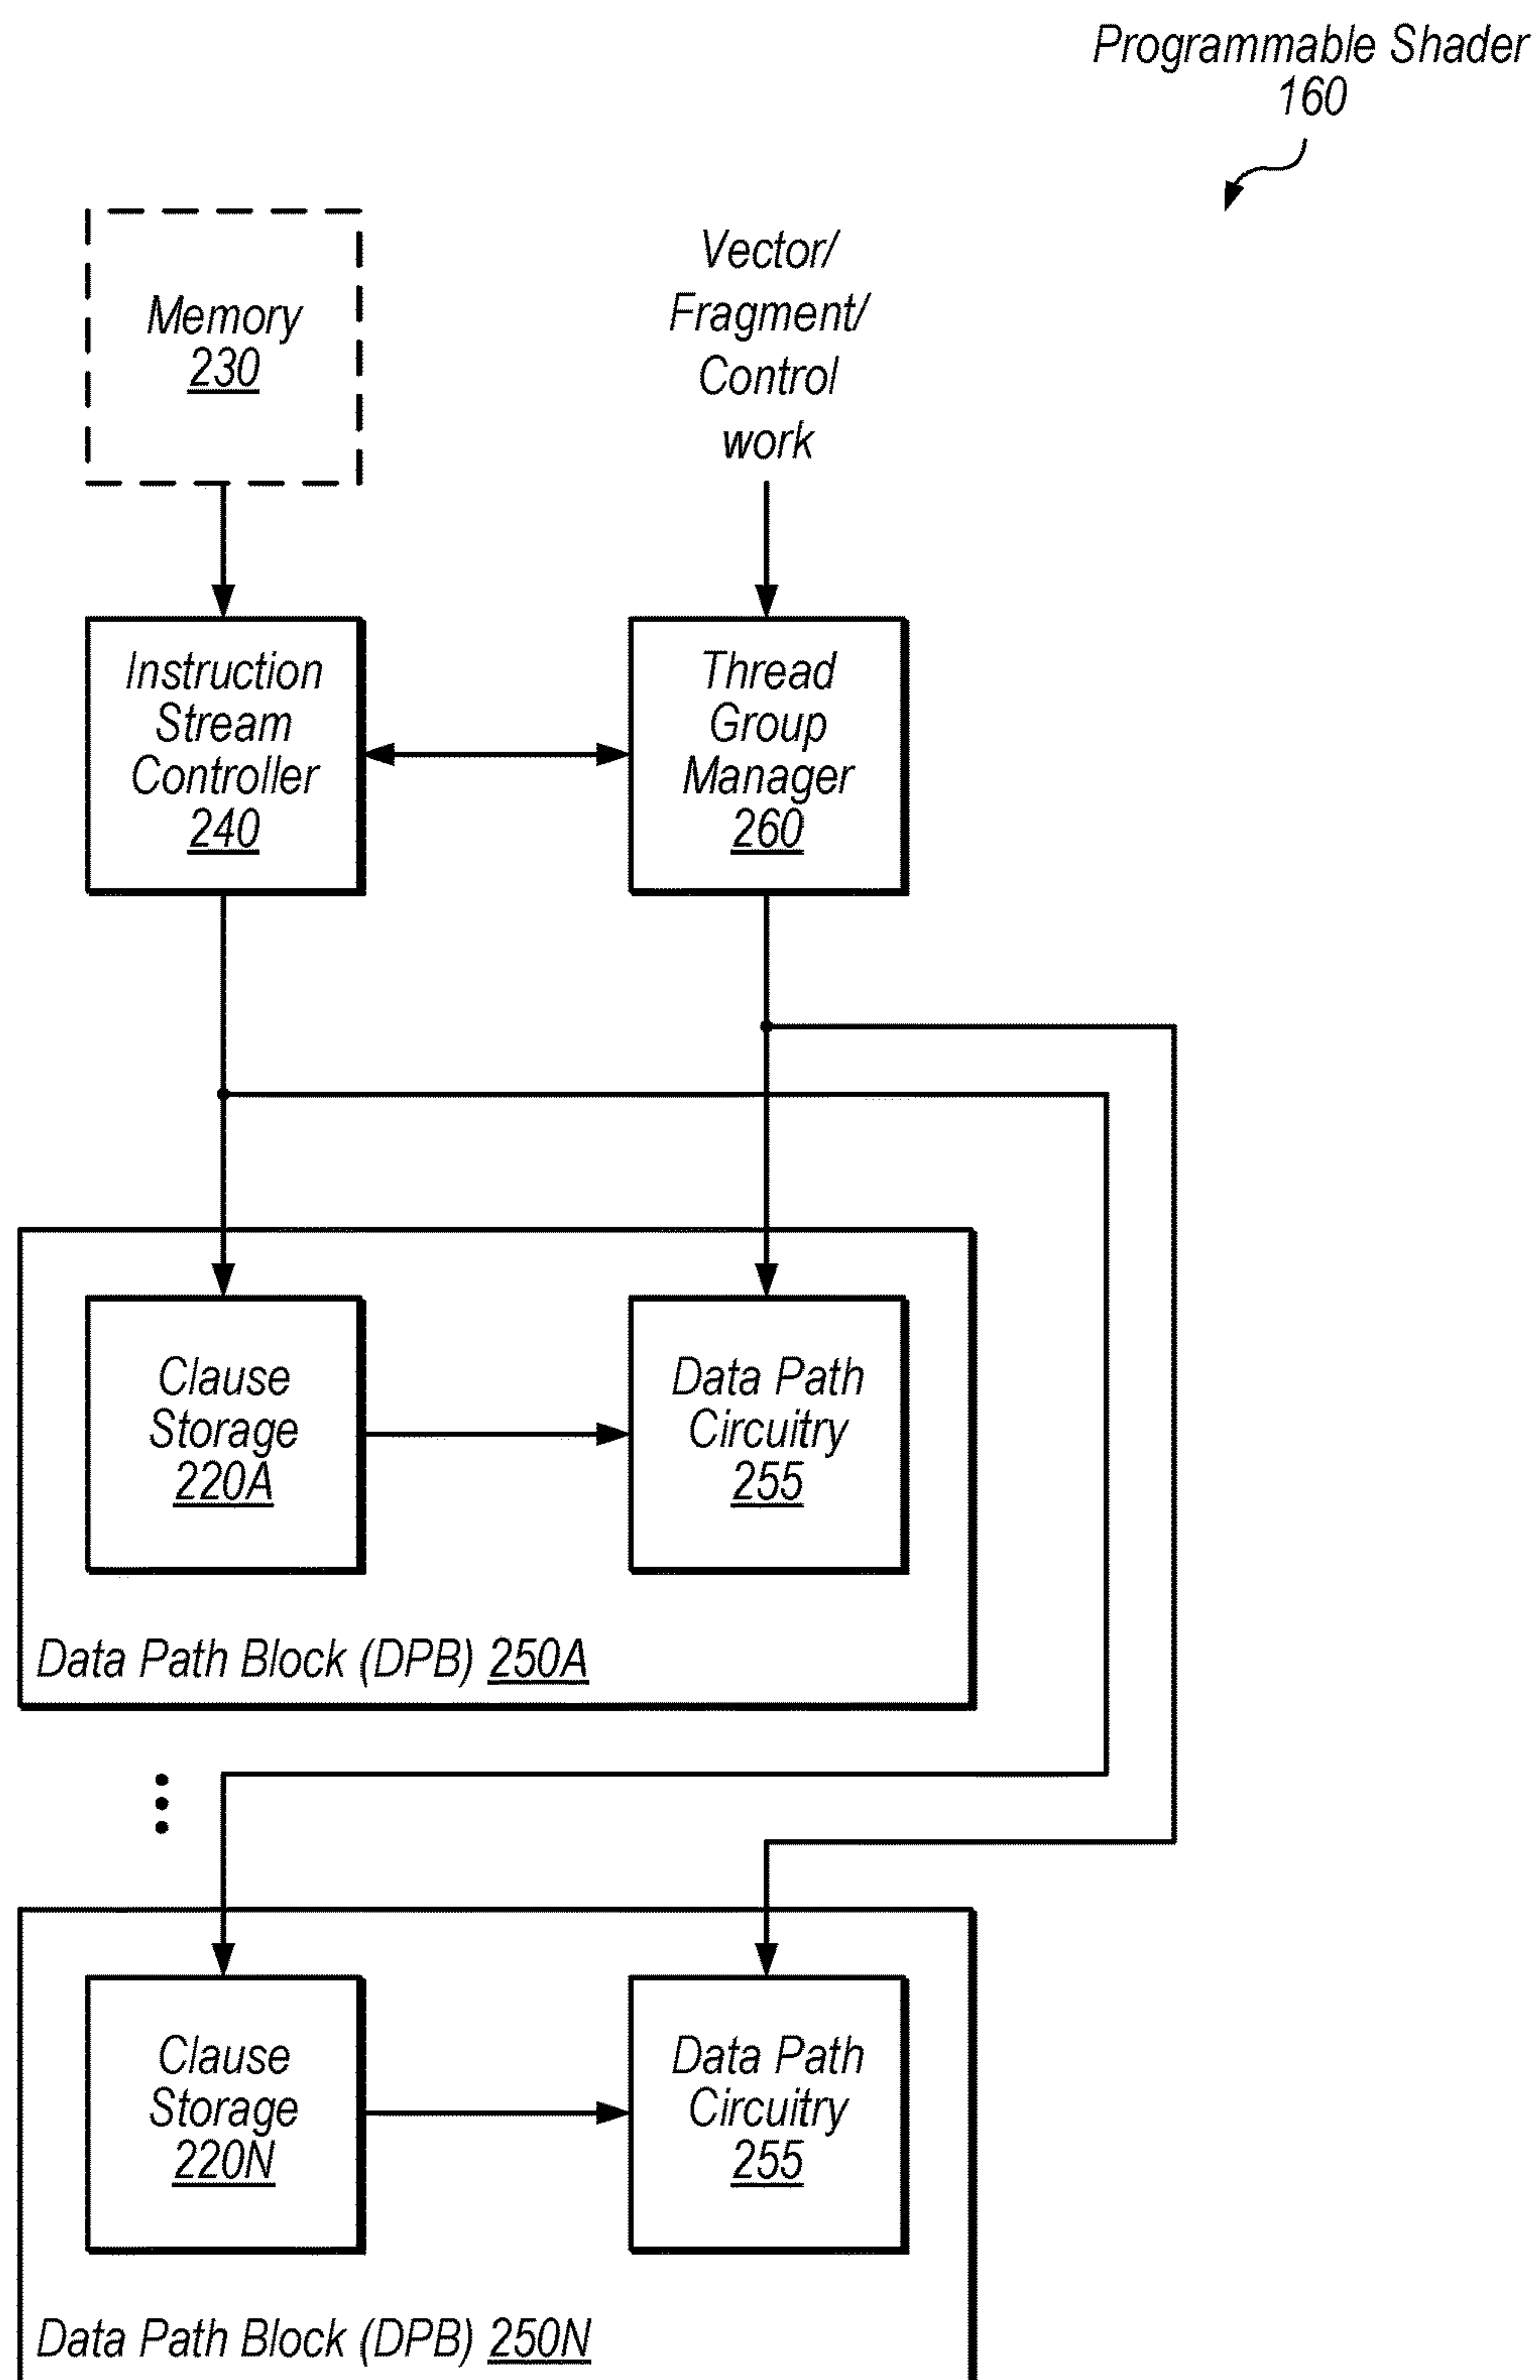 Programmable Shader
160
Memory
230
Vector/
Fragment/
Control
work
Instruction
Stream
Controller
240
Thread
Group
Manager
260
Clause
Storage
220A
Data Path
Circuitry
255
Data Path Block (DPB) 250A
Clause
Storage
220N
Data Path
Circuitry
255
Data Path Block (DPB) 250N